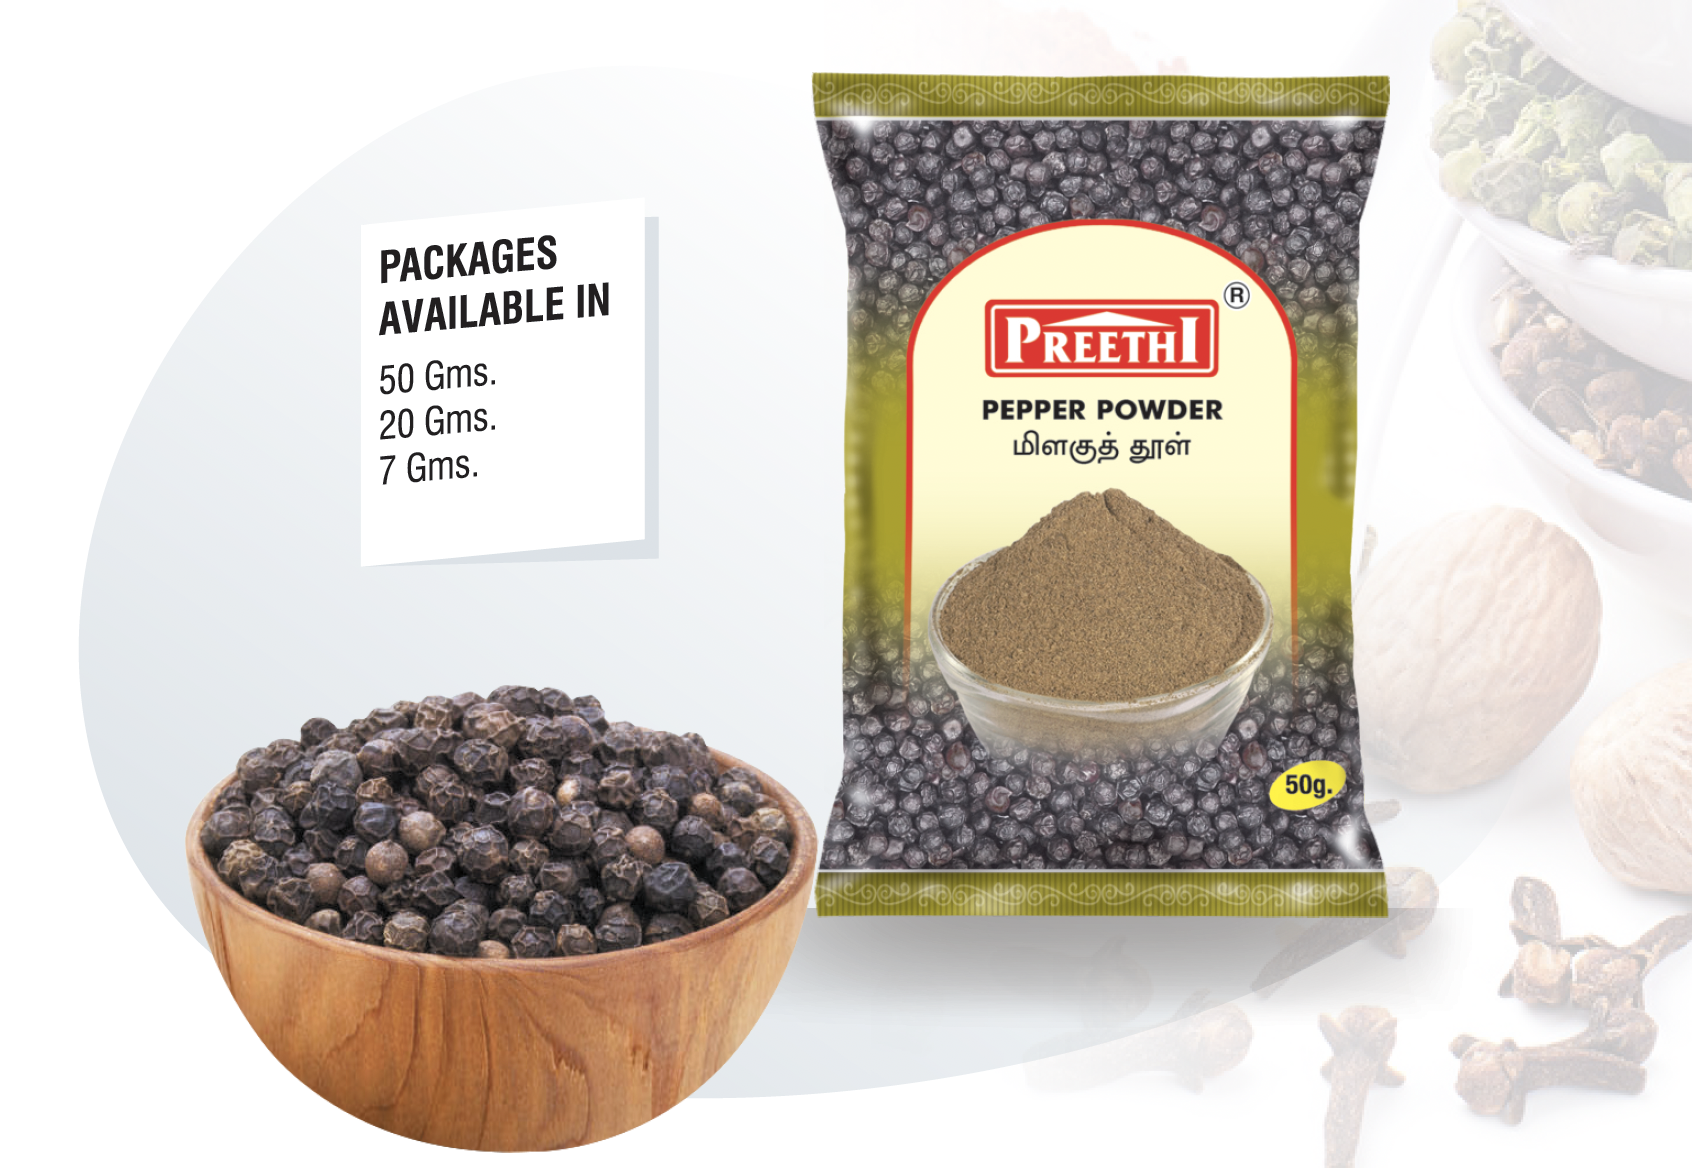 PACKAGES
AVAILABLE IN
50 Gms.
20 Gms.
7 Gms.
PREETHI ®
PEPPER POWDER
மிளகுத் தூள்
50g.